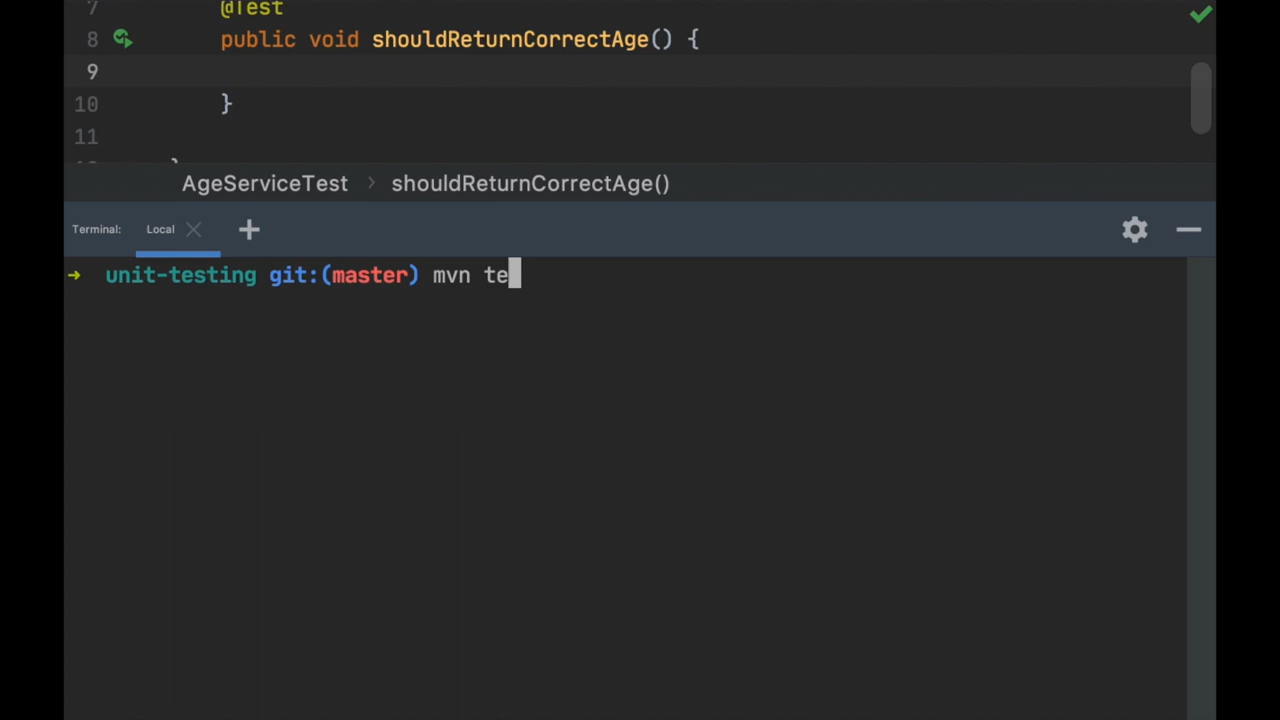 7 @Test
8 public void shouldReturnCorrectAge() {
9
10 }
11
AgeServiceTest > shouldReturnCorrectAge()
Terminal: Local +
→ unit-testing git:(master) mvn te